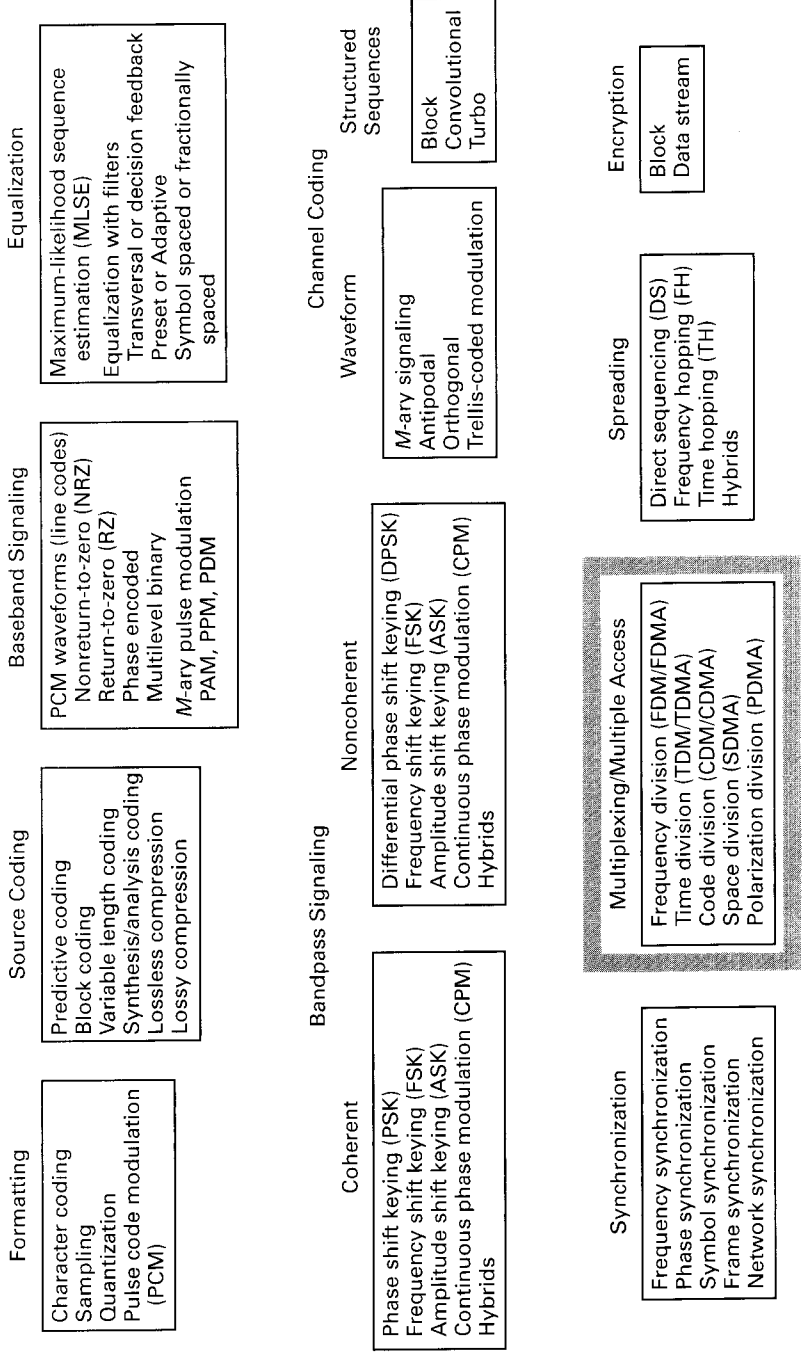 Formatting
Character coding
Sampling
Quantization
Pulse code modulation
(PCM)
Source Coding
Predictive coding
Block coding
Variable length coding
Synthesis/analysis coding
Lossless compression
Lossy compression
Baseband Signaling
PCM waveforms (line codes)
Nonreturn-to-zero (NRZ)
Return-to-zero (RZ)
Phase encoded
Multilevel binary
M-ary pulse modulation
PAM, PPM, PDM
Equalization
Maximum-likelihood sequence
estimation (MLSE)
Equalization with filters
Transversal or decision feedback
Preset or Adaptive
Symbol spaced or fractionally
spaced
Bandpass Signaling
Coherent
Phase shift keying (PSK)
Frequency shift keying (FSK)
Amplitude shift keying (ASK)
Continuous phase modulation (CPM)
Hybrids
Noncoherent
Differential phase shift keying (DPSK)
Frequency shift keying (FSK)
Amplitude shift keying (ASK)
Continuous phase modulation (CPM)
Hybrids
Channel Coding
Waveform
M-ary signaling
Antipodal
Orthogonal
Trellis-coded modulation
Structured
Sequences
Block
Convolutional
Turbo
Synchronization
Frequency synchronization
Phase synchronization
Symbol synchronization
Frame synchronization
Network synchronization
Multiplexing/Multiple Access
Frequency division (FDM/FDMA)
Time division (TDM/TDMA)
Code division (CDM/CDMA)
Space division (SDMA)
Polarization division (PDMA)
Spreading
Direct sequencing (DS)
Frequency hopping (FH)
Time hopping (TH)
Hybrids
Encryption
Block
Data stream